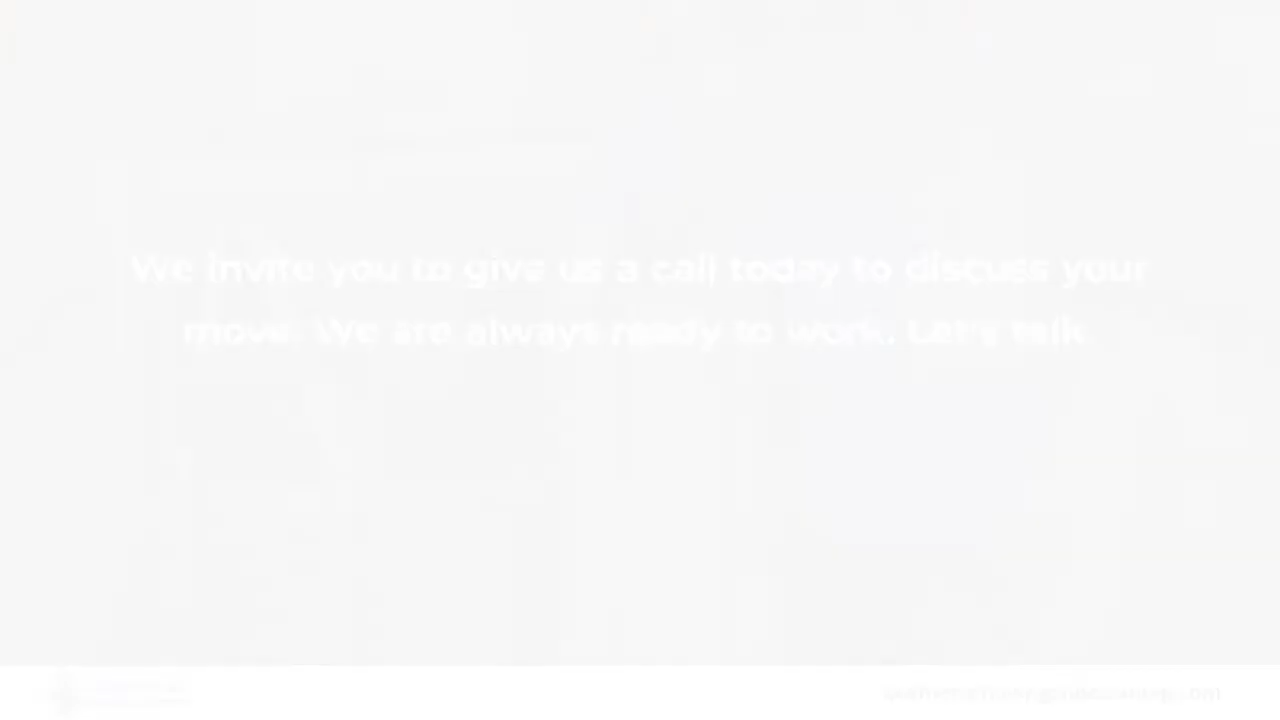 We invite you to give us a call today to discuss your
move. We are always ready to work. Let's talk